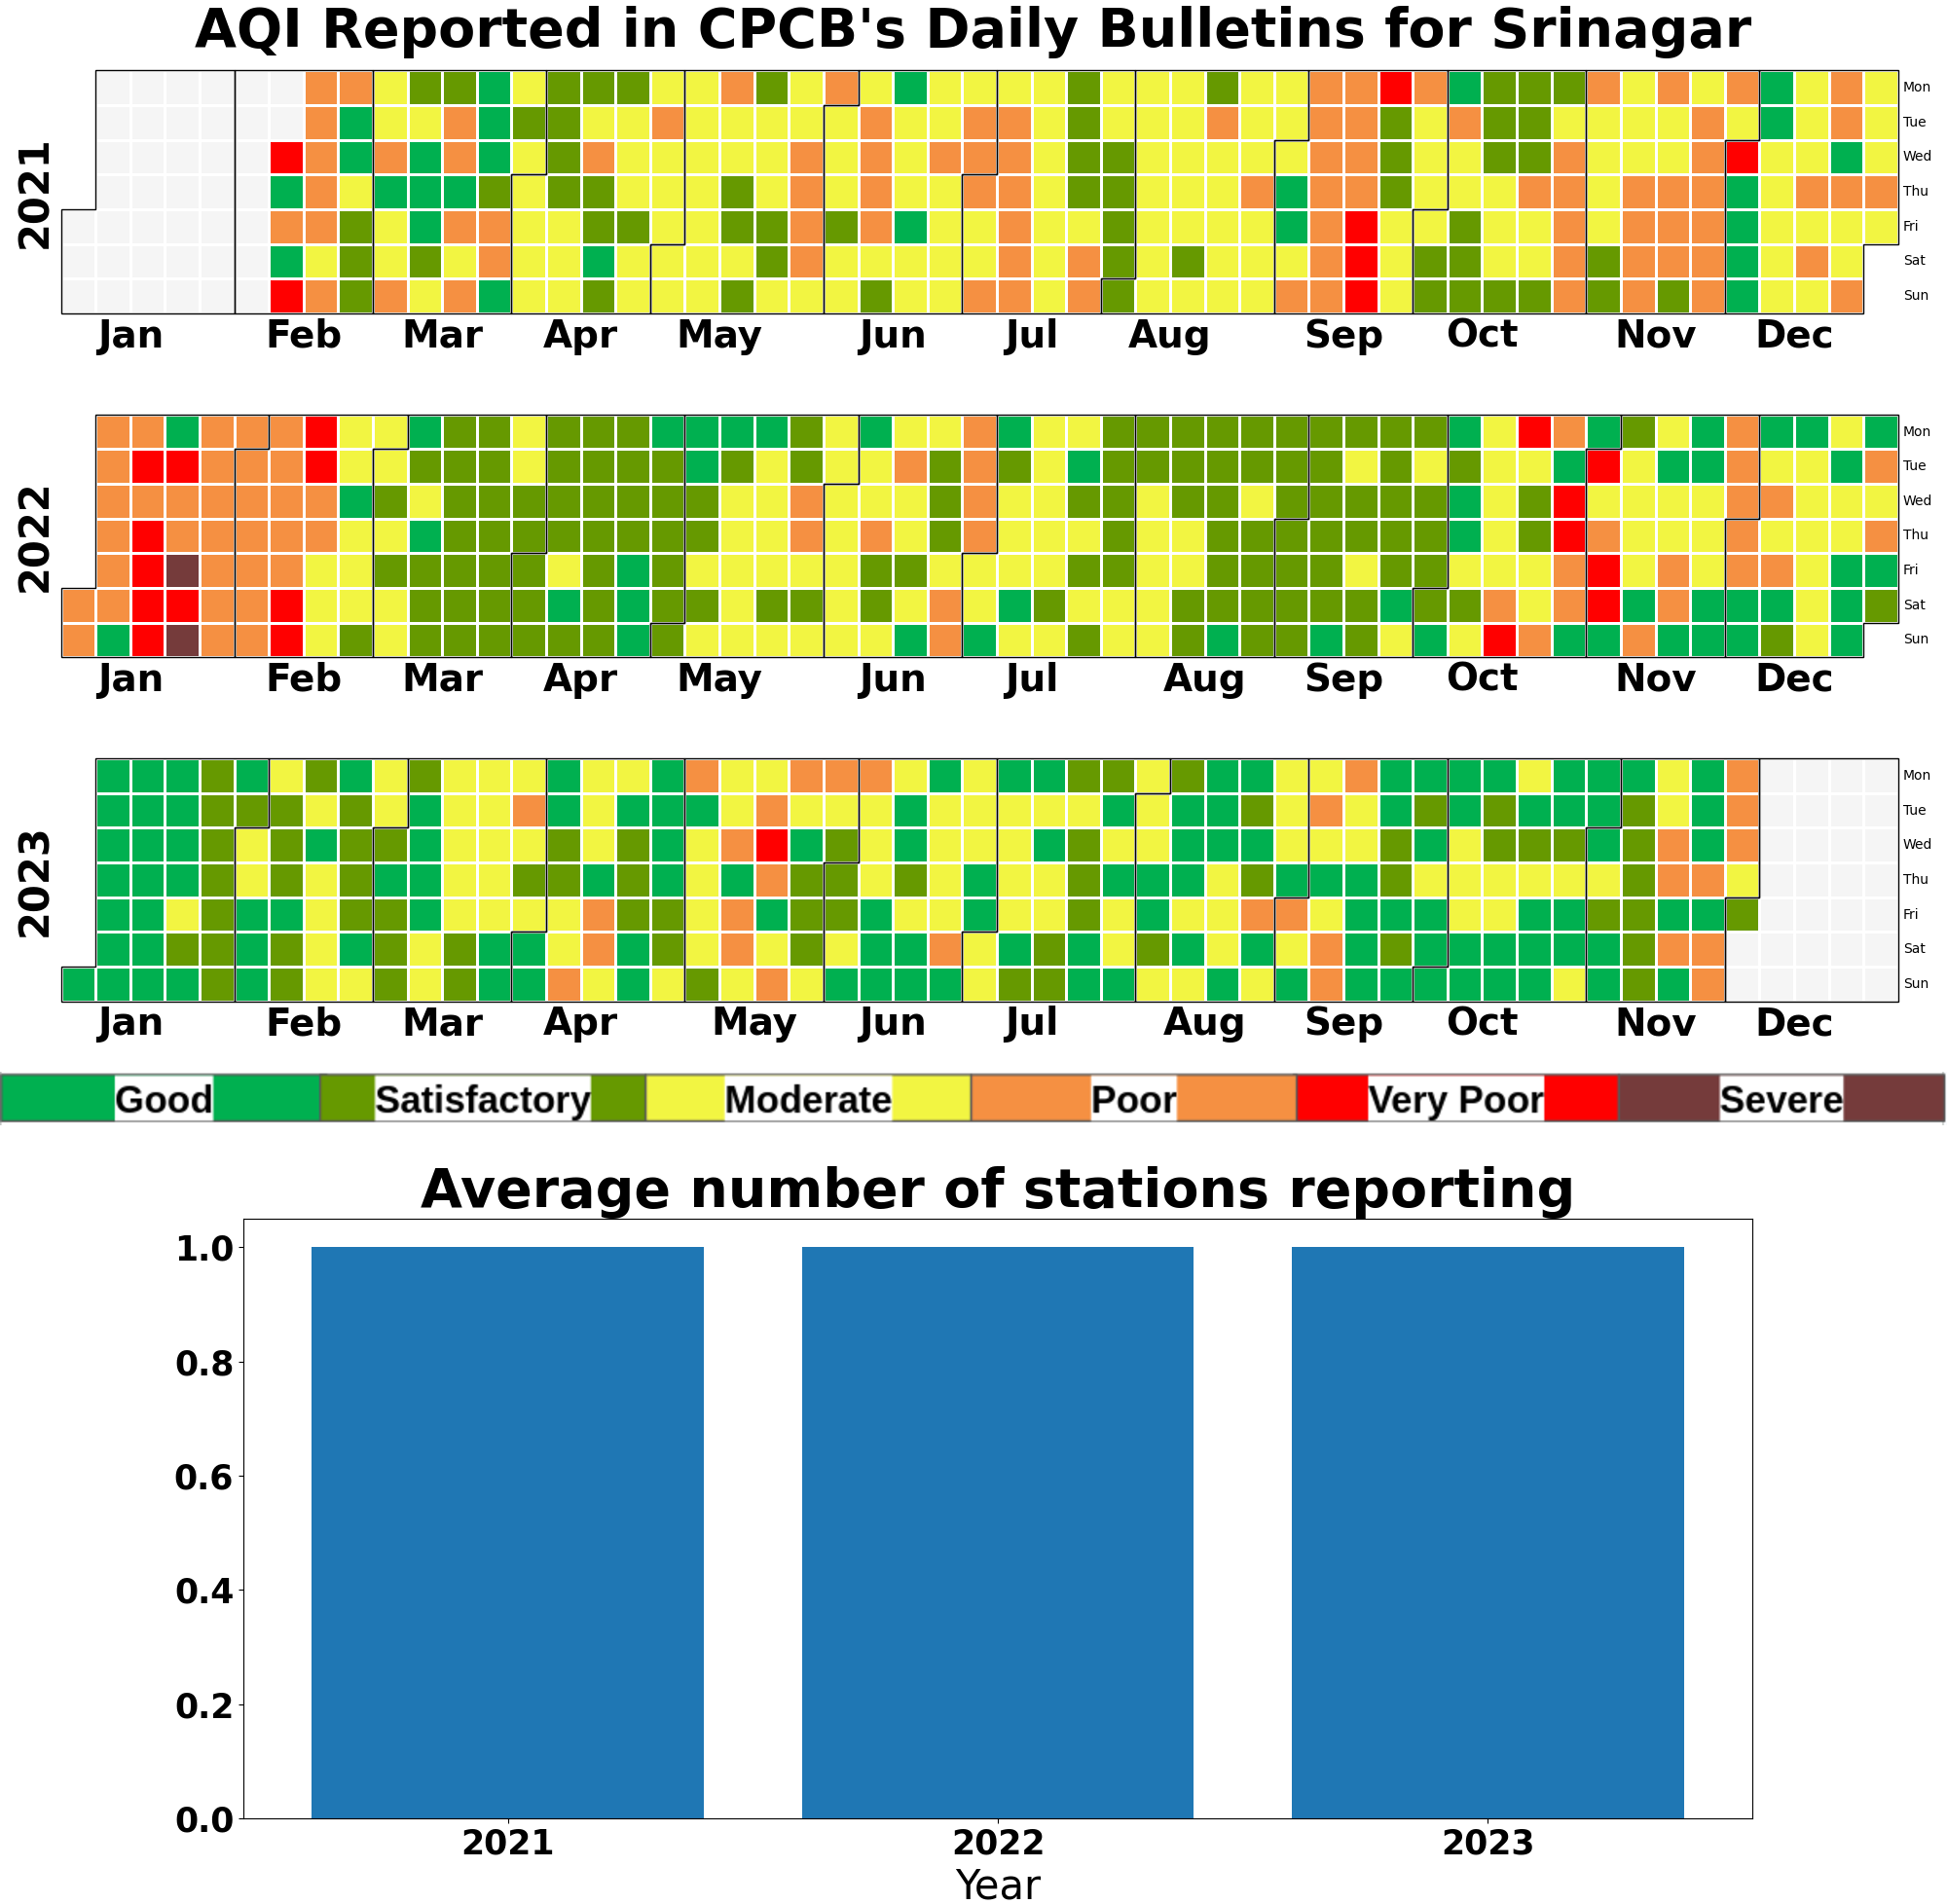 AQI Reported in CPCB's Daily Bulletins for Srinagar
2021
Mon
Tue
Wed
Thu
Fri
Sat
Sun
Jan Feb Mar Apr May Jun Jul Aug Sep Oct Nov Dec
2022
Mon
Tue
Wed
Thu
Fri
Sat
Sun
Jan Feb Mar Apr May Jun Jul Aug Sep Oct Nov Dec
2023
Mon
Tue
Wed
Thu
Fri
Sat
Sun
Jan Feb Mar Apr May Jun Jul Aug Sep Oct Nov Dec
Good Satisfactory Moderate Poor Very Poor Severe
Average number of stations reporting
1.0
0.8
0.6
0.4
0.2
0.0
2021 2022 2023
Year